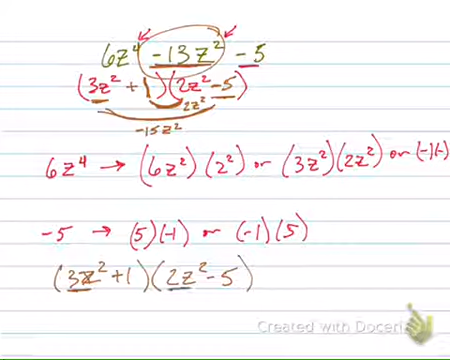 6z⁴ -13z² -5
(3z² + 1)(2z² -5)
2z²
-15z²
6z⁴ → (6z²)(z²) or (3z²)(2z²) or (-)(-)
-5 → (5)(-1) or (-1)(5)
(3z² +1)(2z² -5)
Created with Doceri